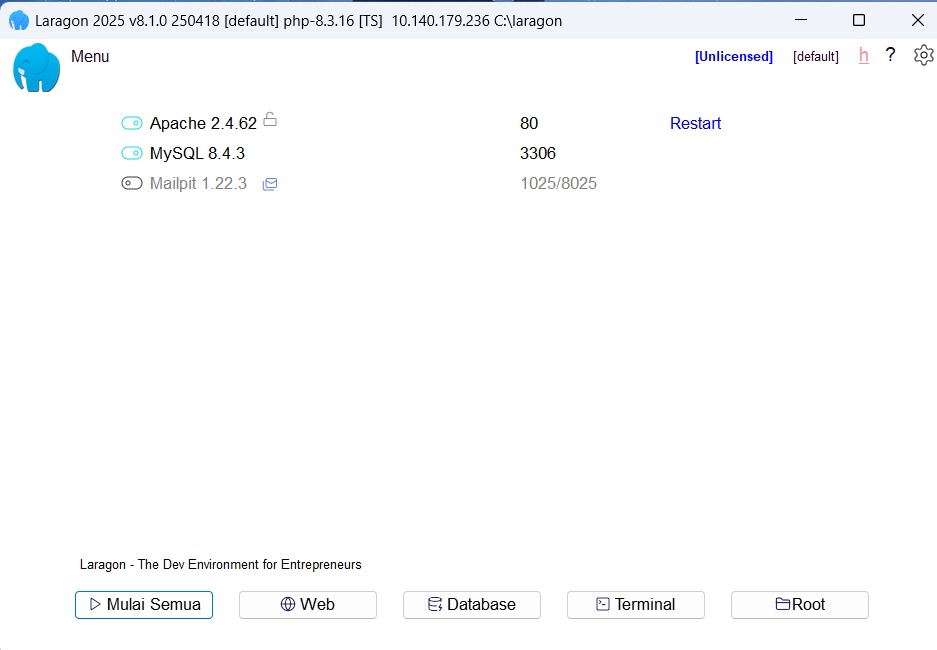 Laragon 2025 v8.1.0 250418 [default] php-8.3.16 [TS]  10.140.179.236 C:\laragon
Menu [Unlicensed] [default] h ?
Apache 2.4.62 80 Restart
MySQL 8.4.3 3306
Mailpit 1.22.3 1025/8025
Laragon - The Dev Environment for Entrepreneurs
Mulai Semua Web Database Terminal Root